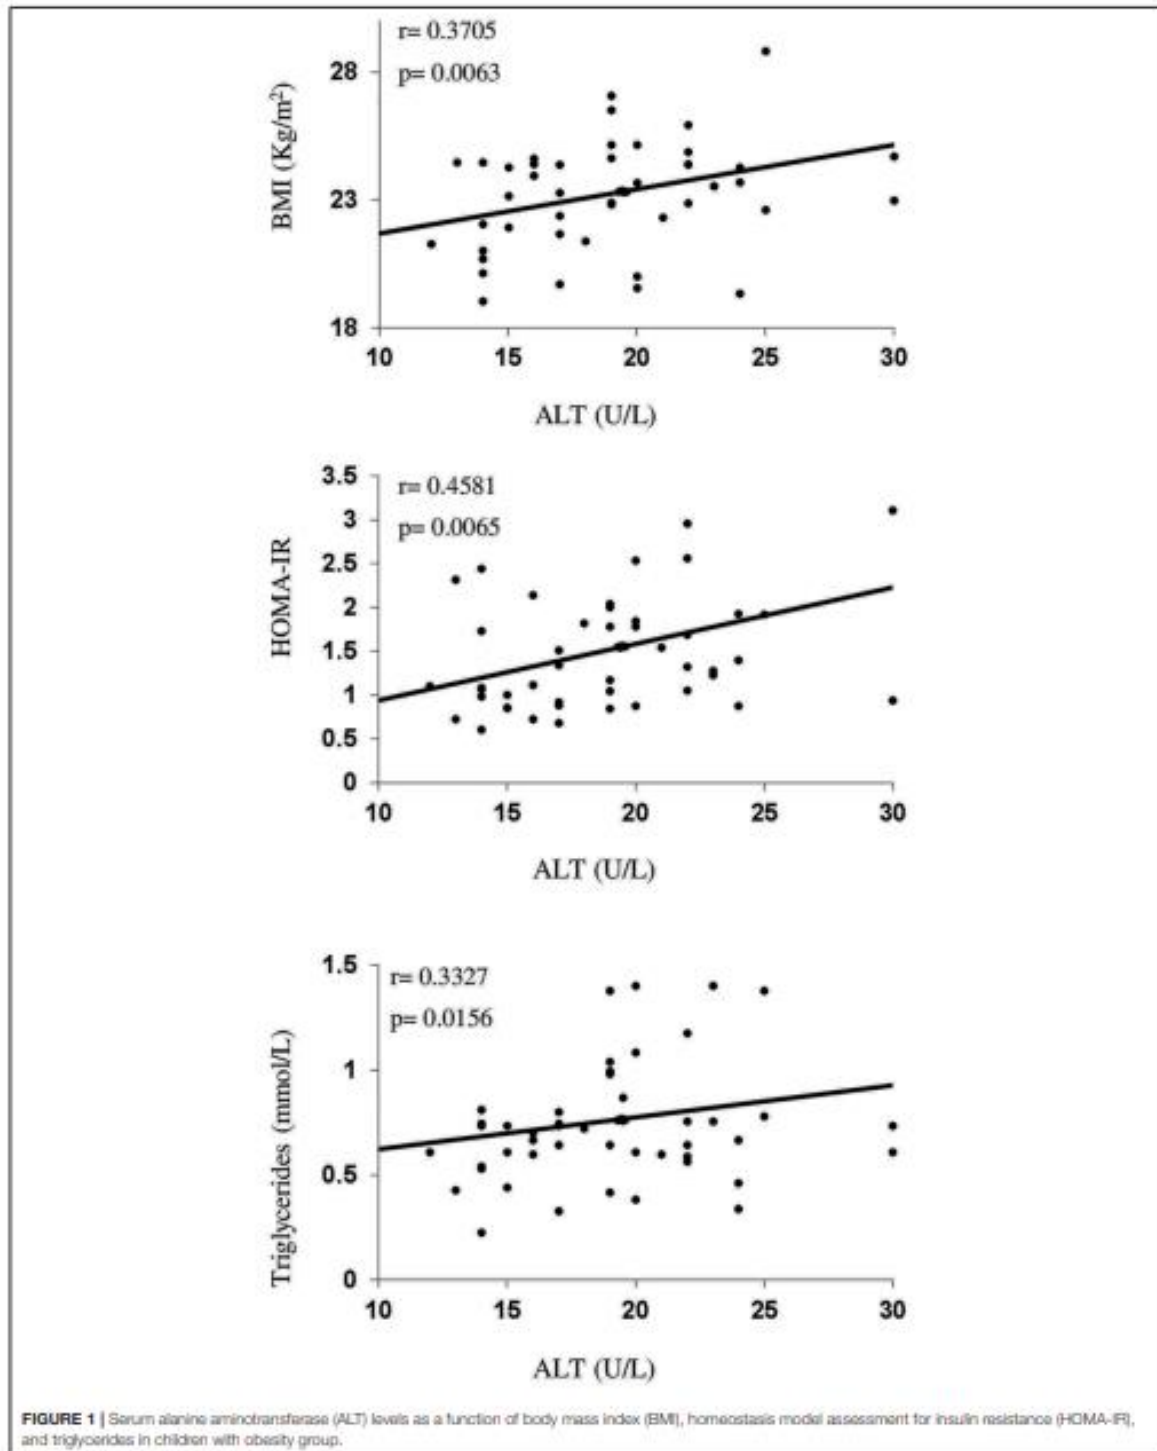 r= 0.3705
p= 0.0063
BMI (Kg/m²)
28
23
18
10 15 20 25 30
ALT (U/L)
r= 0.4581
p= 0.0065
HOMA-IR
3.5
3
2.5
2
1.5
1
0.5
0
10 15 20 25 30
ALT (U/L)
r= 0.3327
p= 0.0156
Triglycerides (mmol/L)
1.5
1
0.5
0
10 15 20 25 30
ALT (U/L)
FIGURE 1 | Serum alanine aminotransferase (ALT) levels as a function of body mass index (BMI), homeostasis model assessment for insulin resistance (HOMA-IR),
and triglycerides in children with obesity group.